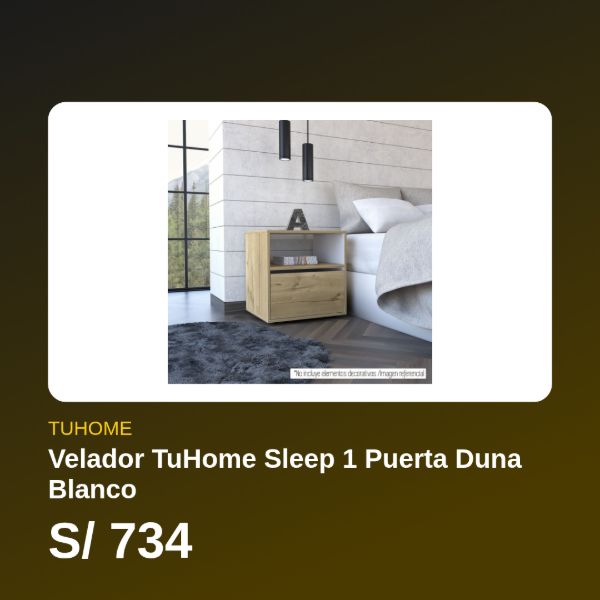 A
*No incluye elementos decorativos /Imagen referencial
TUHOME
Velador TuHome Sleep 1 Puerta Duna
Blanco
S/ 734